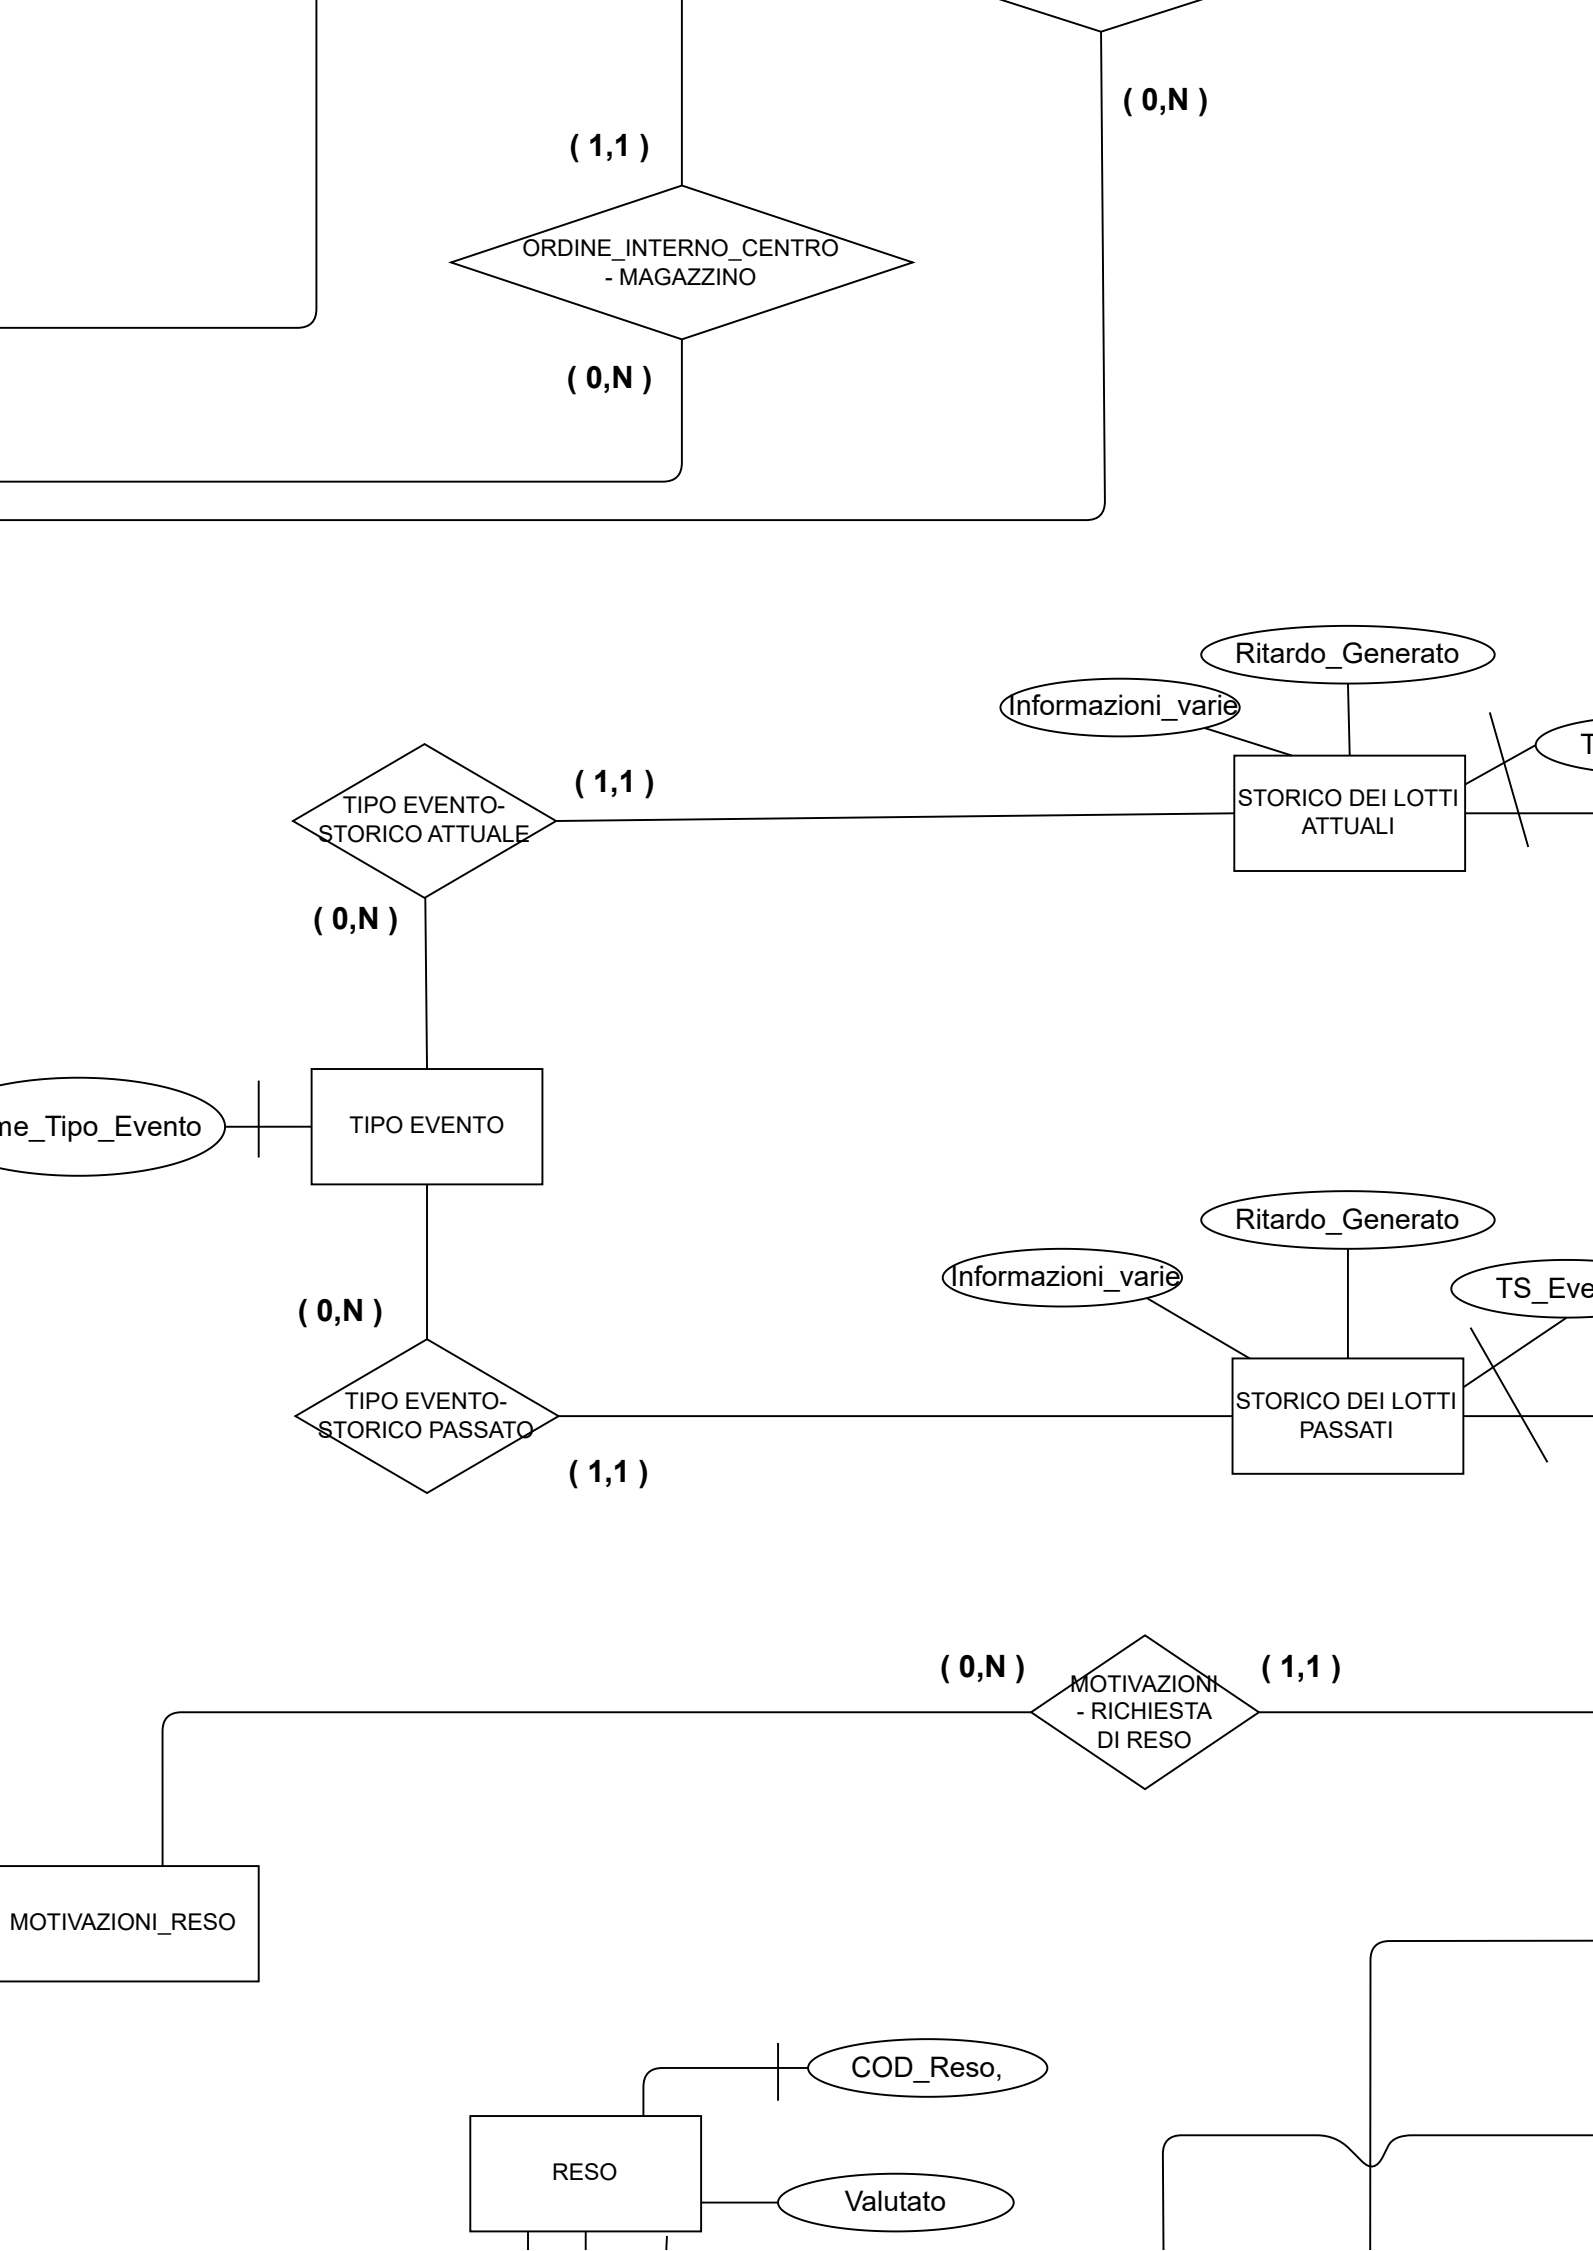 ( 0,N )
( 1,1 )
ORDINE_INTERNO_CENTRO
- MAGAZZINO
( 0,N )
Ritardo_Generato
Informazioni_varie
T
( 1,1 )
TIPO EVENTO-
STORICO ATTUALE
STORICO DEI LOTTI
ATTUALI
( 0,N )
me_Tipo_Evento
TIPO EVENTO
Ritardo_Generato
Informazioni_varie
TS_Eve
( 0,N )
TIPO EVENTO-
STORICO PASSATO
STORICO DEI LOTTI
PASSATI
( 1,1 )
( 0,N )
( 1,1 )
MOTIVAZIONI
- RICHIESTA
DI RESO
MOTIVAZIONI_RESO
COD_Reso,
RESO
Valutato